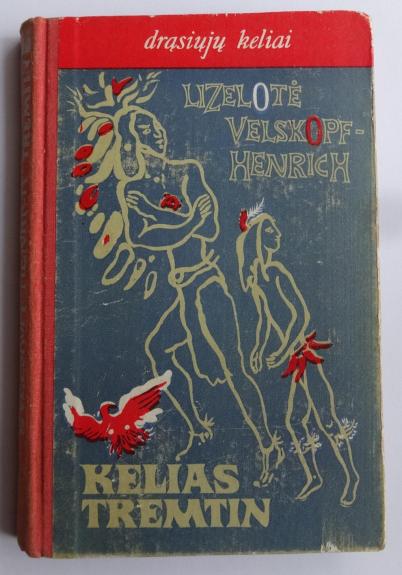 drąsiųjų keliai
LIZELOTĖ
VELSKOPF-
HENRICH
KELIAS
TREMTIN